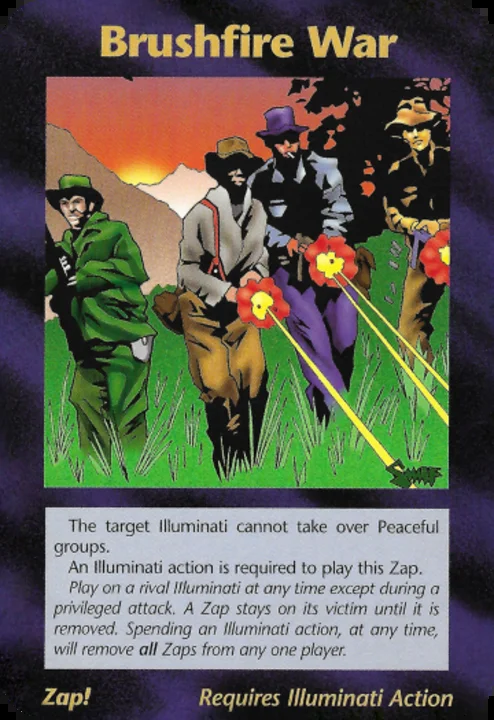 Brushfire War
The target Illuminati cannot take over Peaceful
groups.
An Illuminati action is required to play this Zap.
Play on a rival Illuminati at any time except during a
privileged attack. A Zap stays on its victim until it is
removed. Spending an Illuminati action, at any time,
will remove all Zaps from any one player.
Zap!
Requires Illuminati Action